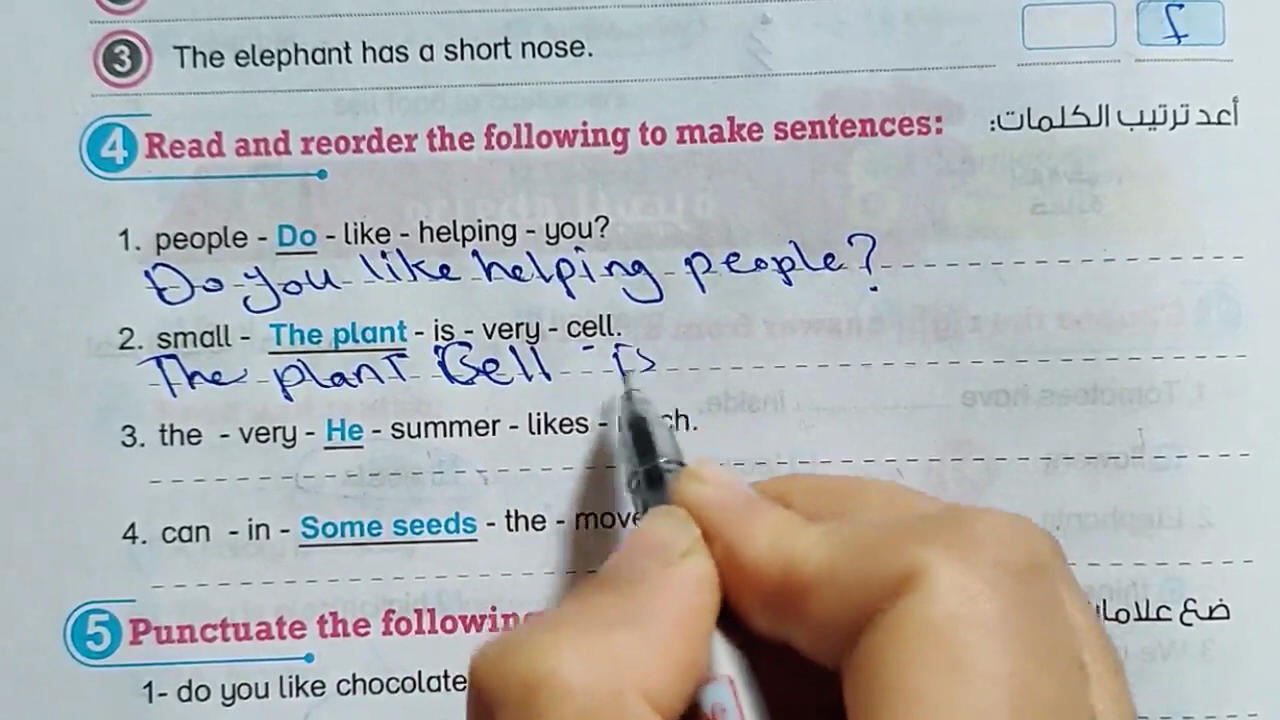 3 The elephant has a short nose. f
4 Read and reorder the following to make sentences: أعد ترتيب الكلمات:
1. people - Do - like - helping - you?
Do you like helping people?
2. small - The plant - is - very - cell.
The plant Cell is
3. the - very - He - summer - likes -
4. can - in - Some seeds - the -
5 Punctuate the following ضع
1- do you like chocolate